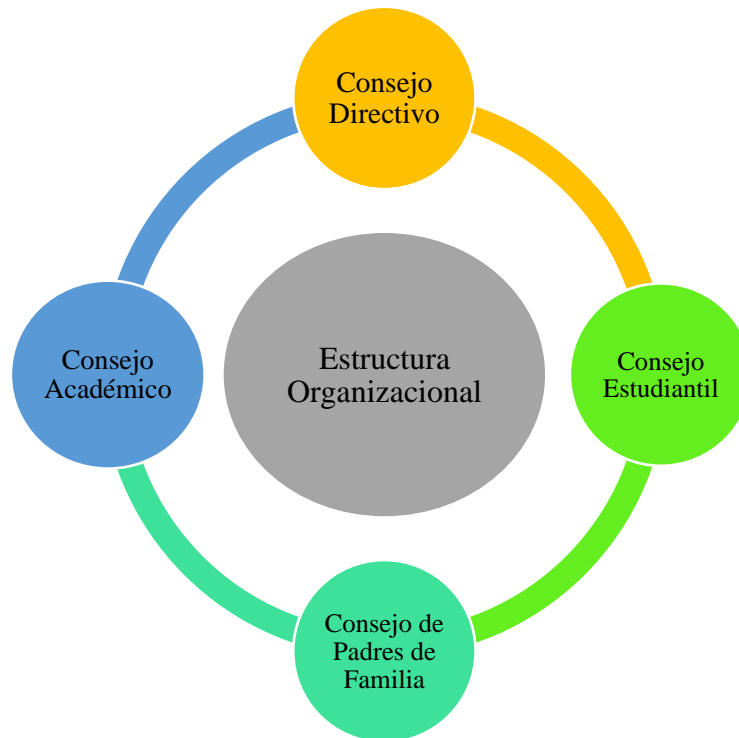 Consejo
Directivo
Consejo
Académico
Estructura
Organizacional
Consejo
Estudiantil
Consejo de
Padres de
Familia